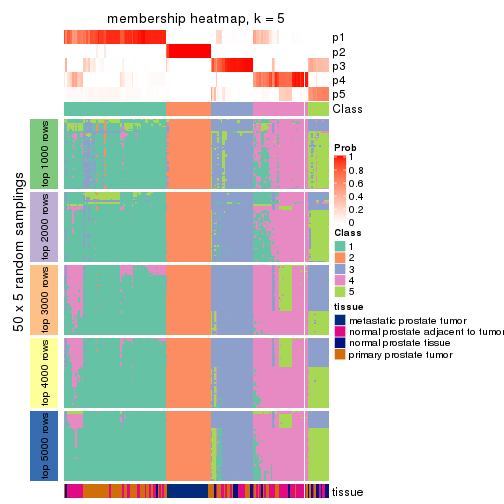 membership heatmap, k = 5
p1
p2
p3
p4
p5
Class
50 x 5 random samplings
top 1000 rows
top 2000 rows
top 3000 rows
top 4000 rows
top 5000 rows
Prob
1
0.8
0.6
0.4
0.2
0
Class
1
2
3
4
5
tissue
metastatic prostate tumor
normal prostate adjacent to tumor
normal prostate tissue
primary prostate tumor
tissue